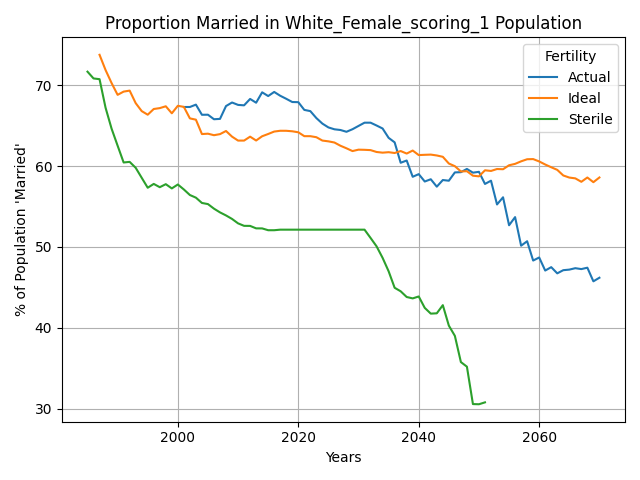 Proportion Married in White_Female_scoring_1 Population
Fertility
Actual
Ideal
Sterile
% of Population 'Married'
70
60
50
40
30
2000
2020
2040
2060
Years